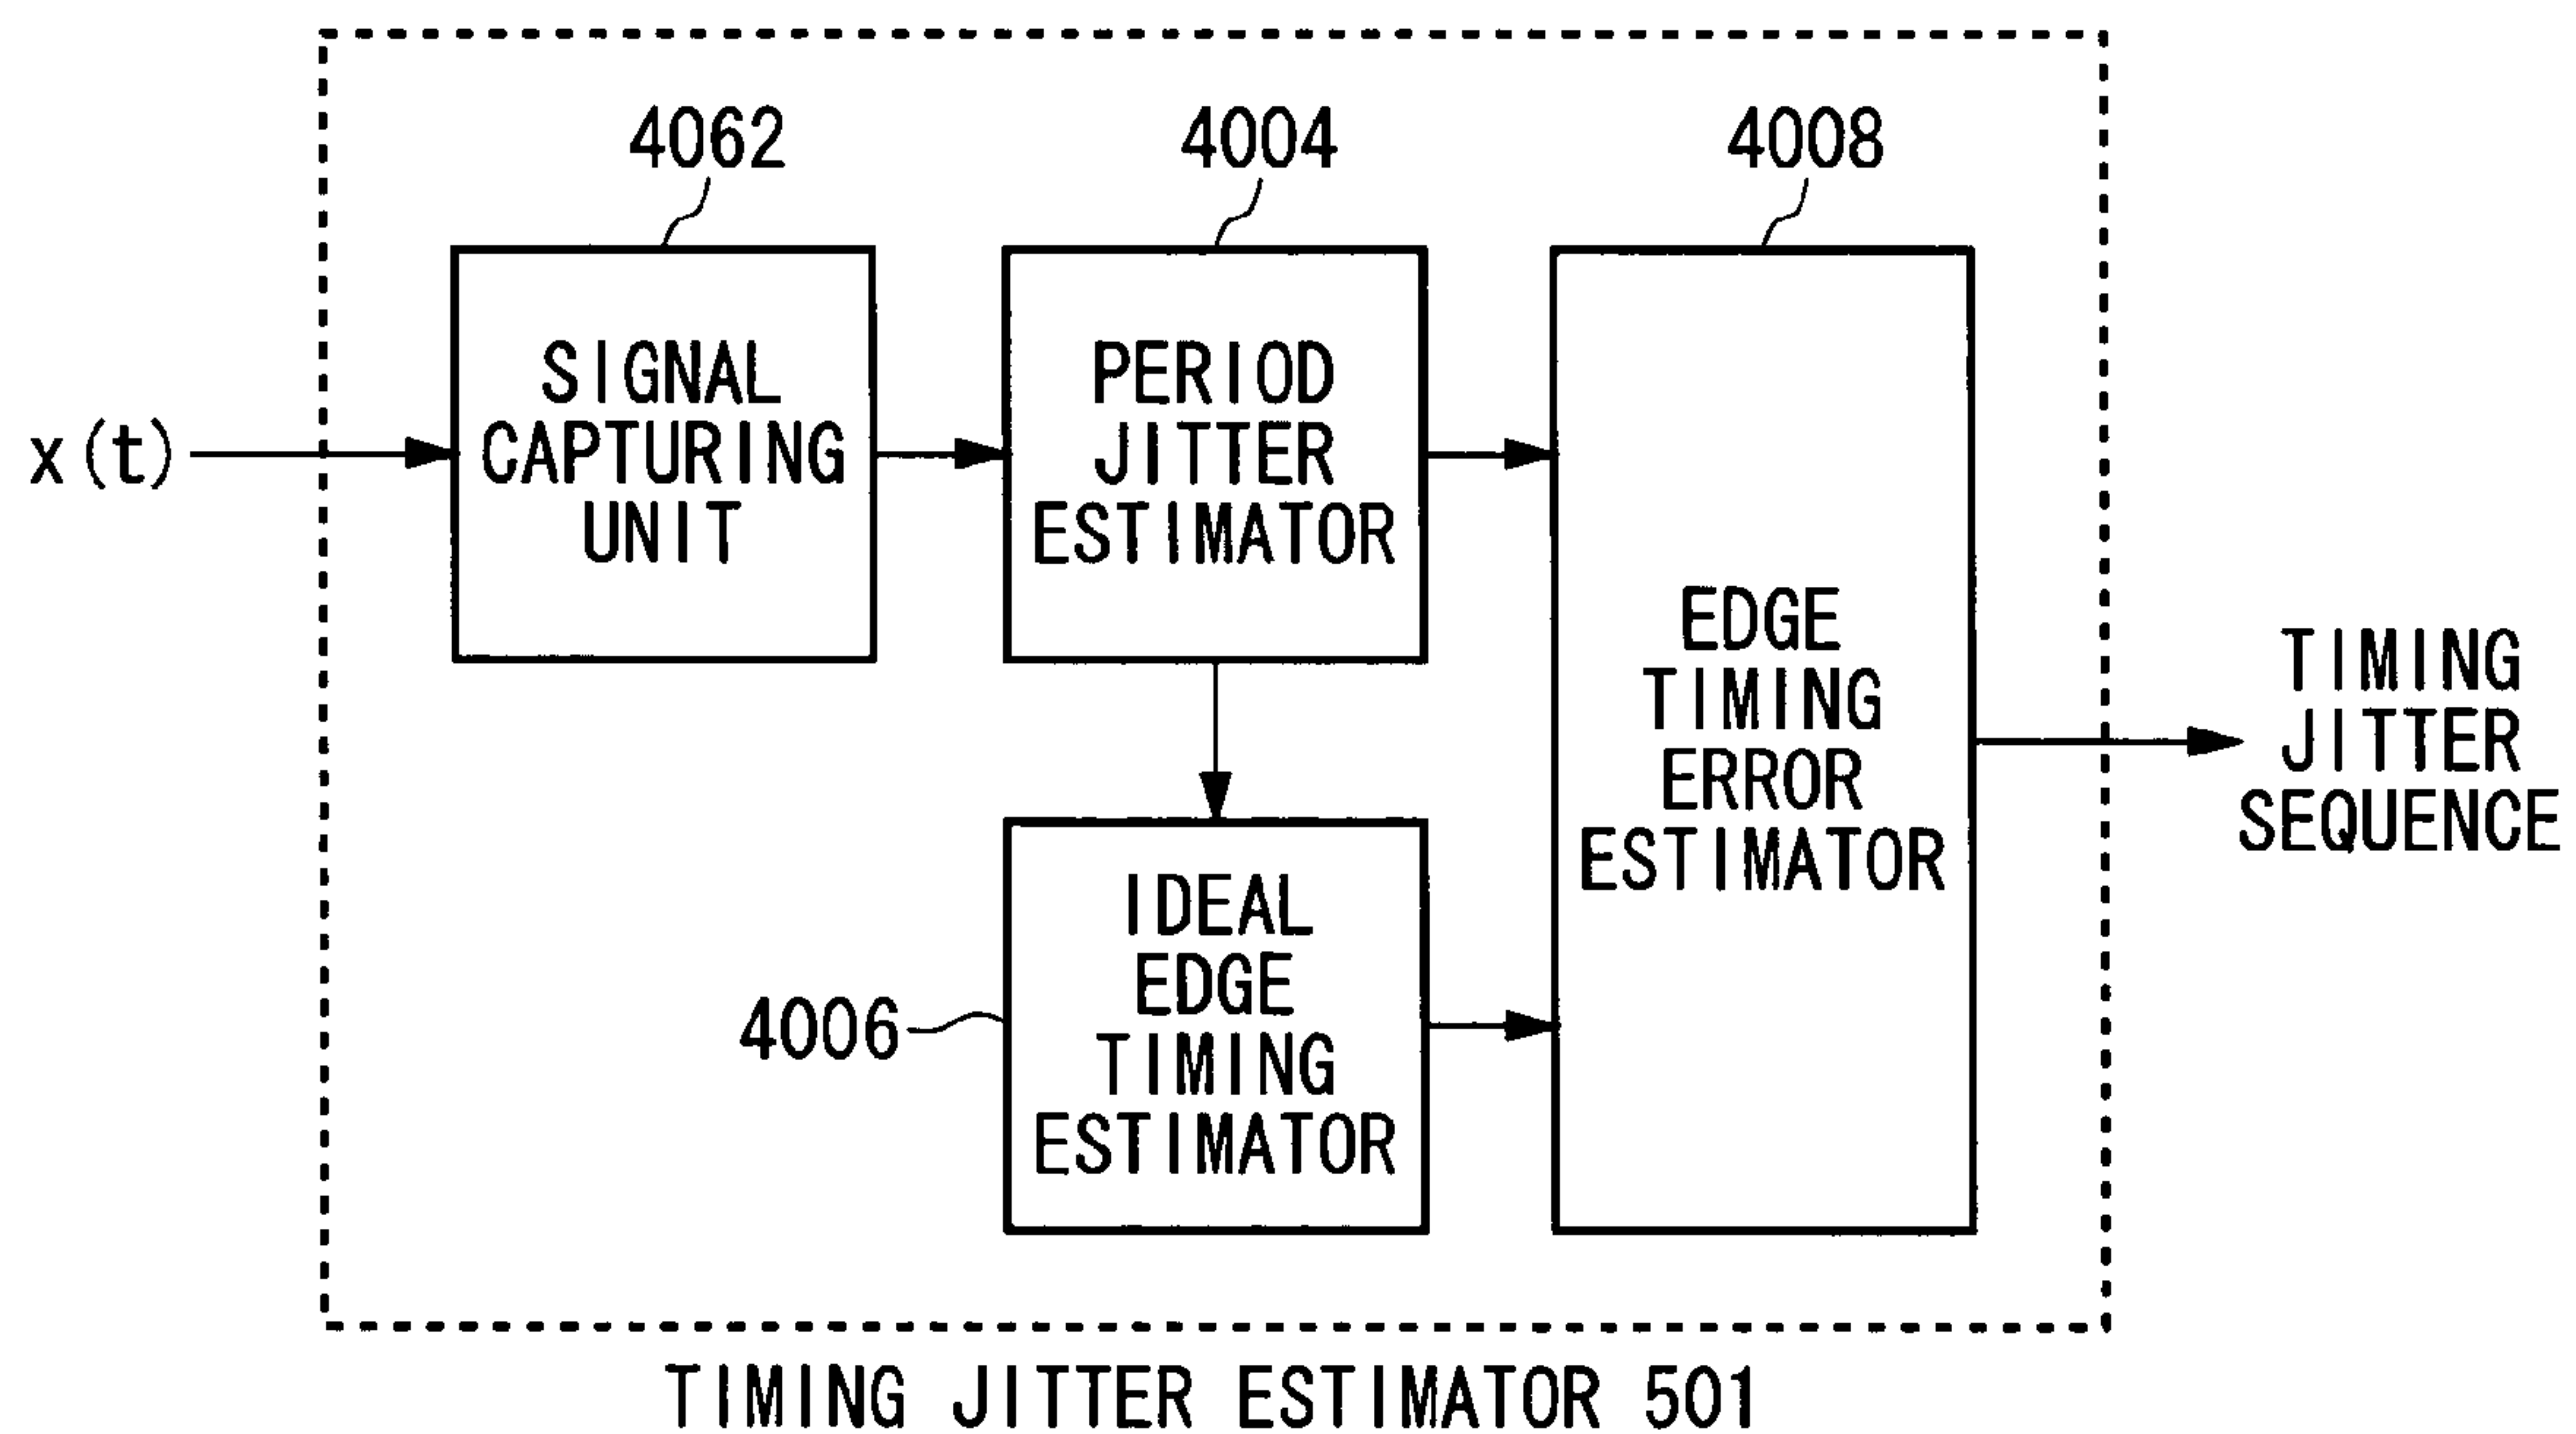 4062
4004
4008
x(t)
SIGNAL
CAPTURING
UNIT
PERIOD
JITTER
ESTIMATOR
EDGE
TIMING
ERROR
ESTIMATOR
TIMING
JITTER
SEQUENCE
4006
IDEAL
EDGE
TIMING
ESTIMATOR
TIMING JITTER ESTIMATOR 501